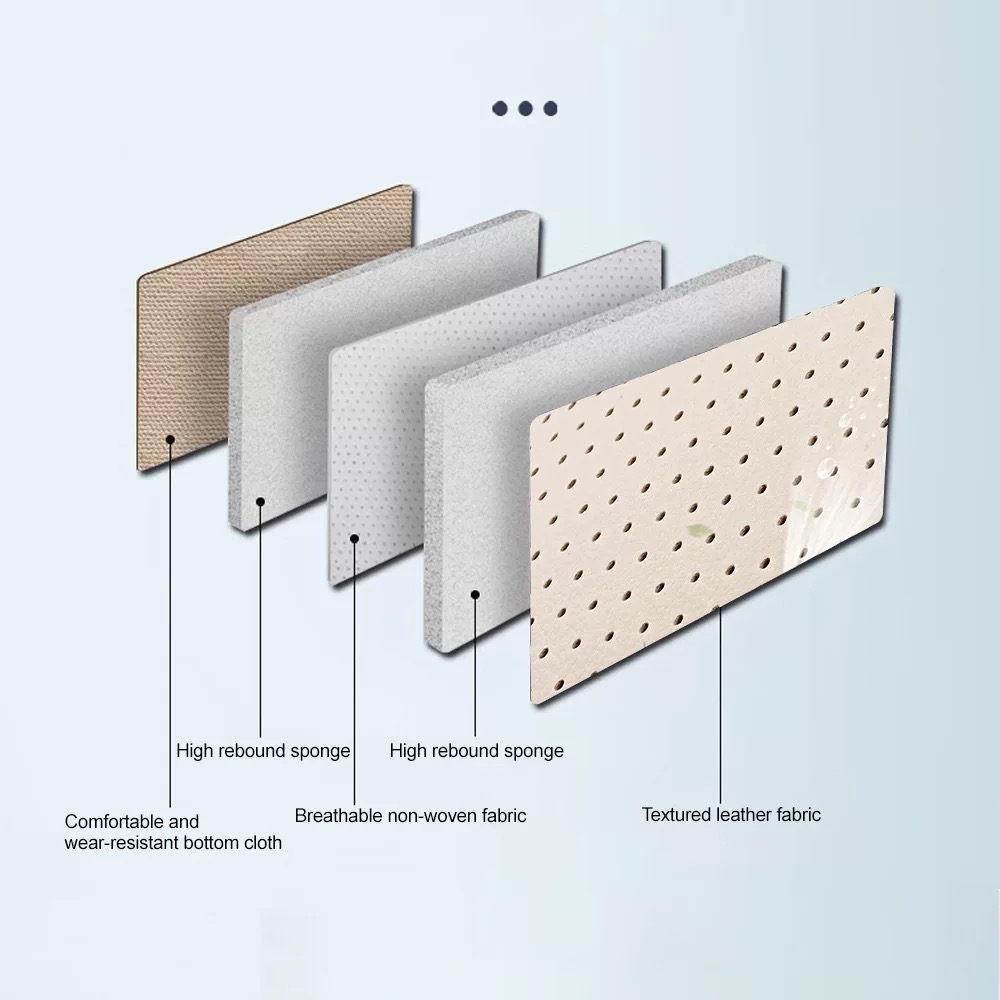 High rebound sponge
High rebound sponge
Comfortable and
wear-resistant bottom cloth
Breathable non-woven fabric
Textured leather fabric